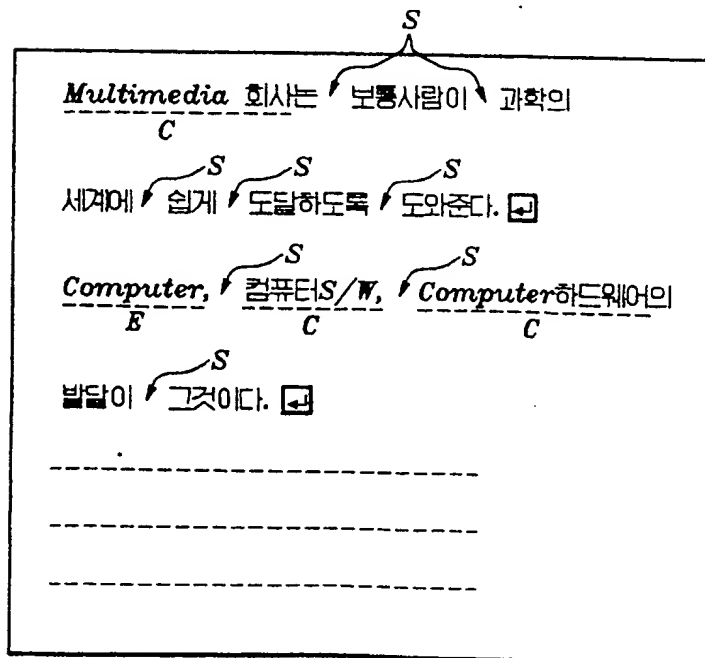 S
Multimedia 회사는 보통사람이 과학의
C
S S S
세계에 쉽게 도달하도록 도와준다. ↵
S S
Computer, 컴퓨터S/W, Computer하드웨어의
E C C
S
발달이 그것이다. ↵